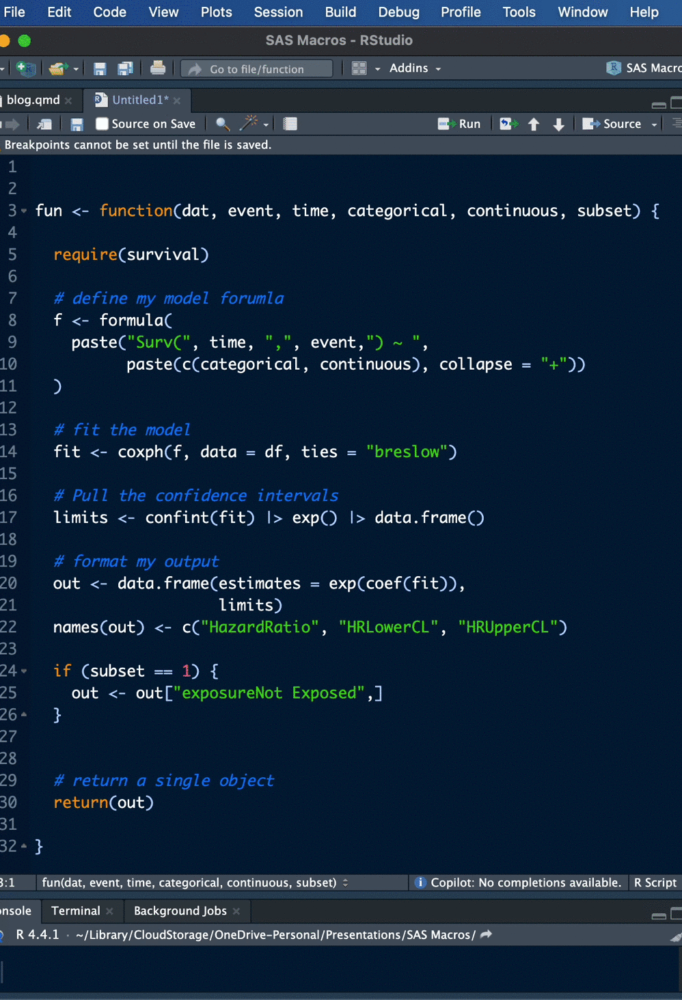 File Edit Code View Plots Session Build Debug Profile Tools Window Help
SAS Macros - RStudio
Go to file/function Addins SAS Macro
blog.qmd Untitled1*
Source on Save Run Source
Breakpoints cannot be set until the file is saved.
1
2
3 fun <- function(dat, event, time, categorical, continuous, subset) {
4
5 require(survival)
6
7 # define my model forumla
8 f <- formula(
9 paste("Surv(", time, ",", event,") ~ ",
10 paste(c(categorical, continuous), collapse = "+"))
11 )
12
13 # fit the model
14 fit <- coxph(f, data = df, ties = "breslow")
15
16 # Pull the confidence intervals
17 limits <- confint(fit) |> exp() |> data.frame()
18
19 # format my output
20 out <- data.frame(estimates = exp(coef(fit)),
21 limits)
22 names(out) <- c("HazardRatio", "HRLowerCL", "HRUpperCL")
23
24 if (subset == 1) {
25 out <- out["exposureNot Exposed",]
26 }
27
28
29 # return a single object
30 return(out)
31
32 }
3:1 fun(dat, event, time, categorical, continuous, subset) Copilot: No completions available. R Script
onsole Terminal Background Jobs
R 4.4.1 · ~/Library/CloudStorage/OneDrive-Personal/Presentations/SAS Macros/